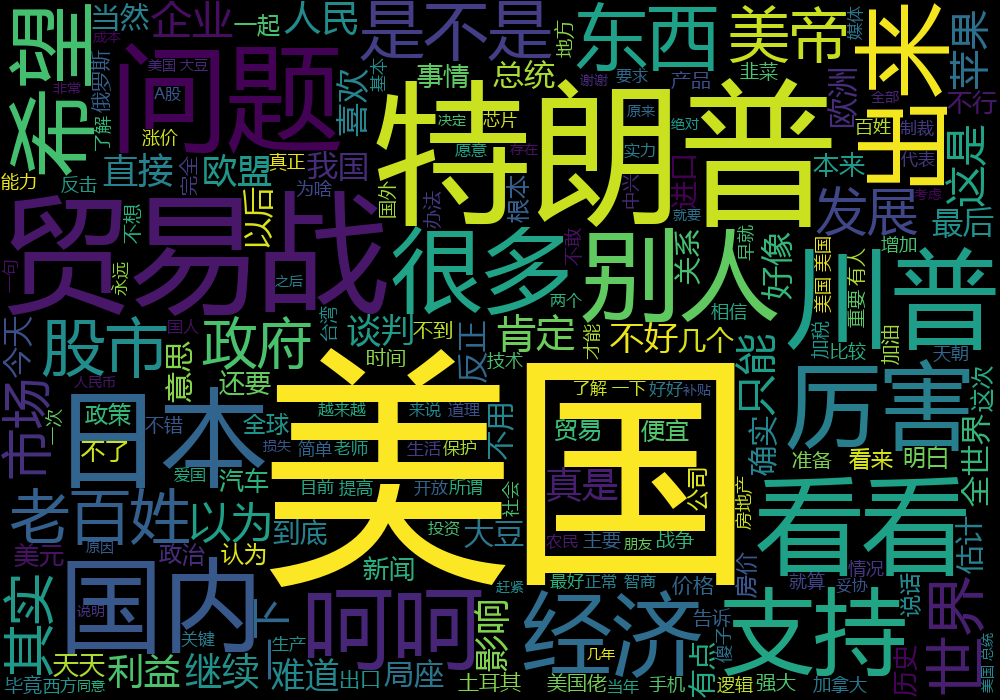 希望
当然
企业
一起
人民
是不是
地方
东西
美帝
媒体
出来
苹果
成本
非常
俄罗斯
了解
美国 大豆
A股
问题
喜欢
基本
事情
总统
谢谢
要求
产品
韭菜
欧洲
不行
全部
涨价
特朗普
决定
芯片
原来
绝对
百姓
制裁
能力
反击
直接
完全
欧盟
真正
我国
为啥
愿意
存在
实力
中兴
进口
本来
代表
这是
考虑
贸易战
不想
永远
一句
以后
之后
国外
办法
根本
很多
不敢
别人
就要
关系
早就
好像
发展
最后
增加
川普
美国 美国
重要
有人
今天
股市
意思
政府
国人
台湾
谈判
不到
反正
肯定
两个
才能
不好
几个
相信
只能
加税
比较
加油
天朝
市场
一次
人民币
还要
时间
技术
美国
了解 一下
好好
补贴
厉害
这次
全世界
政策
不了
日本
不错
全球
越来越
来说
道理
不用
贸易
便宜
确实
损失
简单
老师
生活
保护
准备
看来
明白
爱国
汽车
目前
提高
开放
所谓
社会
真是
公司
房地产
老百姓
以为
到底
投资
大豆
农民
主要
朋友
战争
看看
估计
美元
原因
政治
认为
新闻
赶紧
最好
正常
智商
价格
房价
就算
情况
妥协
说话
其实
说明
国内
关键
一下
呵呵
影响
经济
告诉
傻子
支持
世界
天天
利益
继续
生产
难道
出口
局座
土耳其
几年
美国佬
当年
手机
有点
逻辑
强大
加拿大
历史
美国 总统
毕竟
西方
同意